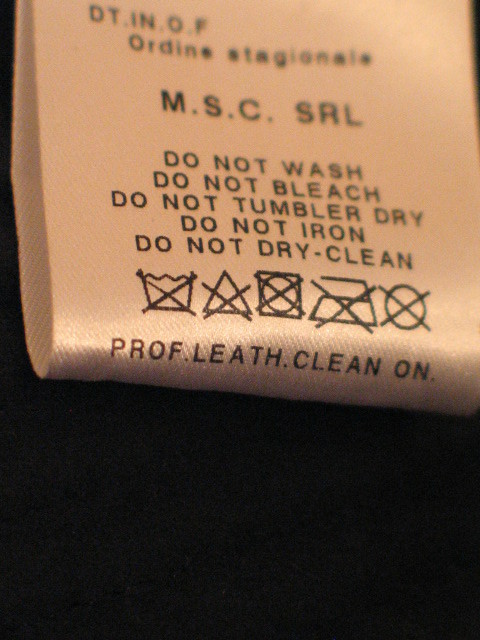 DT.IN.O.F
Ordine stagionale
M.S.C. SRL
DO NOT WASH
DO NOT BLEACH
DO NOT TUMBLER DRY
DO NOT IRON
DO NOT DRY-CLEAN
PROF.LEATH.CLEAN ON.